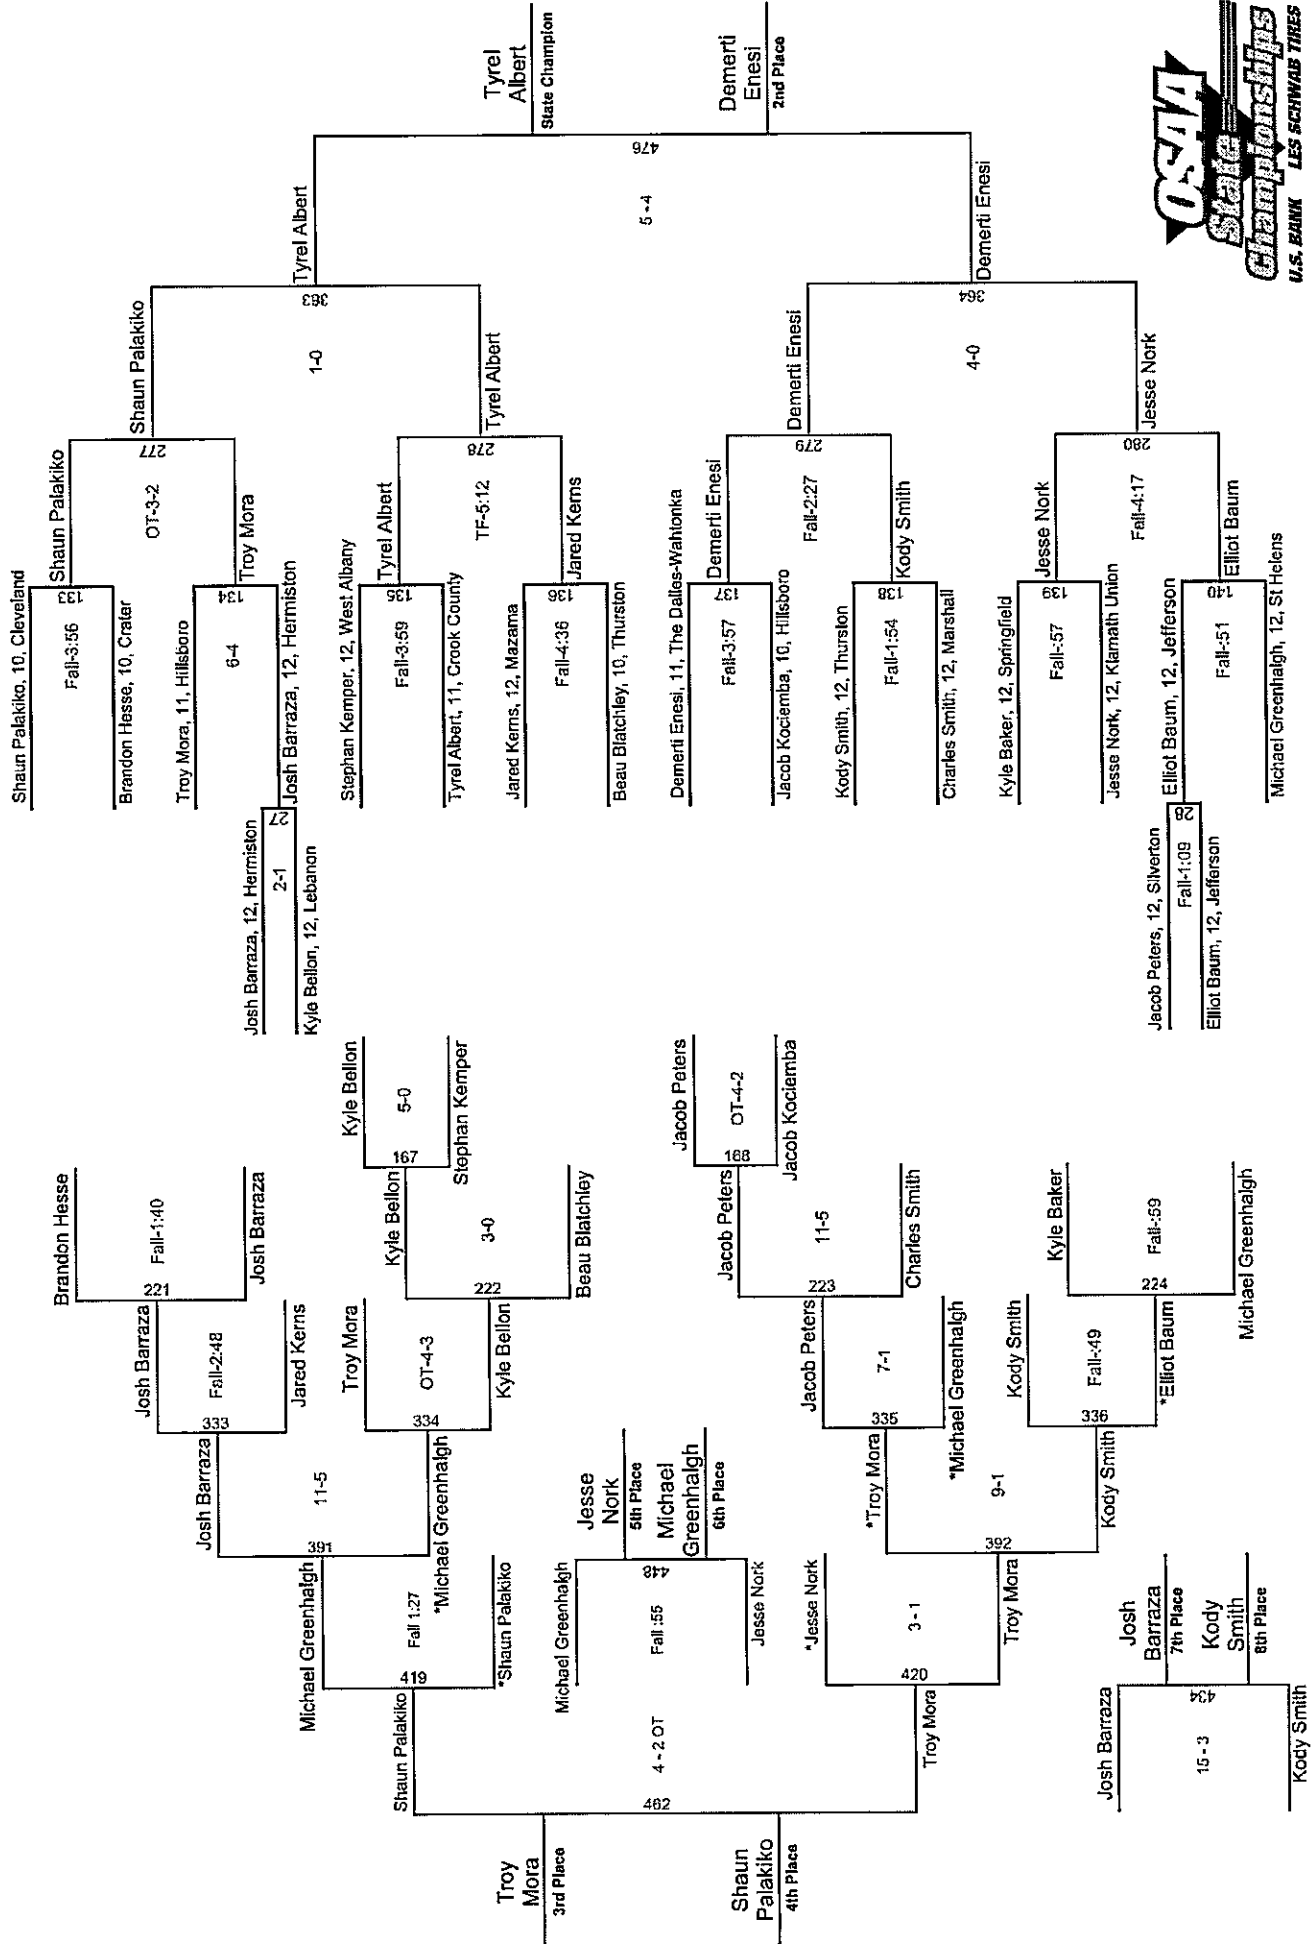 Shaun Palakiko, 10, Cleveland
Fall-3:56
133
Brandon Hesse, 10, Crater
Shaun Palakiko
OT-3-2
277
Troy Mora, 11, Hillsboro
6-4
134
Troy Mora
Josh Barraza, 12, Hermiston
Josh Barraza, 12, Hermiston
2-1
27
Kyle Bellon, 12, Lebanon
Shaun Palakiko
1-0
363
Stephan Kemper, 12, West Albany
Fall-3:59
135
Tyrel Albert, 11, Crook County
Tyrel Albert
TF-5:12
278
Jared Kerns, 12, Mazama
Fall-4:36
136
Beau Blatchley, 10, Thurston
Jared Kerns
Tyrel Albert
Tyrel Albert
5 - 4
476
Tyrel
Albert
State Champion
Demerti
Enesi
2nd Place
Demerti Enesi, 11, The Dalles-Wahtonka
Fall-3:57
137
Jacob Kociemba, 10, Hillsboro
Demerti Enesi
Fall-2:27
279
Kody Smith, 12, Thurston
Fall-1:54
138
Charles Smith, 12, Marshall
Kody Smith
Demerti Enesi
4-0
364
Demerti Enesi
Kyle Baker, 12, Springfield
Fall-:57
139
Jesse Nork, 12, Klamath Union
Jesse Nork
Fall-4:17
280
Jesse Nork
Elliot Baum, 12, Jefferson
Fall-:51
140
Michael Greenhalgh, 12, St Helens
Elliot Baum
Jacob Peters, 12, Silverton
Fall-1:09
28
Elliot Baum, 12, Jefferson
Brandon Hesse
Fall-1:40
221
Josh Barraza
Josh Barraza
Fall-2:48
333
Jared Kerns
Josh Barraza
11-5
391
*Michael Greenhalgh
Kyle Bellon
5-0
167
Stephan Kemper
Kyle Bellon
3-0
222
Beau Blatchley
Troy Mora
OT-4-3
334
Kyle Bellon
Michael Greenhalgh
Fall 1:27
419
*Shaun Palakiko
Shaun Palakiko
4 - 2 OT
462
Troy Mora
Troy
Mora
3rd Place
Shaun
Palakiko
4th Place
Michael Greenhalgh
Fall :55
448
Jesse Nork
Jesse
Nork
5th Place
Michael
Greenhalgh
6th Place
Jacob Peters
OT-4-2
168
Jacob Kociemba
Jacob Peters
11-5
223
Charles Smith
Jacob Peters
7-1
335
*Michael Greenhalgh
*Troy Mora
9-1
392
Kody Smith
Kyle Baker
Fall-:59
224
Michael Greenhalgh
Kody Smith
Fall-:49
336
*Elliot Baum
*Jesse Nork
3 - 1
420
Troy Mora
Josh Barraza
15 - 3
434
Kody Smith
Josh
Barraza
7th Place
Kody
Smith
8th Place
OSAA
State
Championships
U.S. BANK LES SCHWAB TIRES